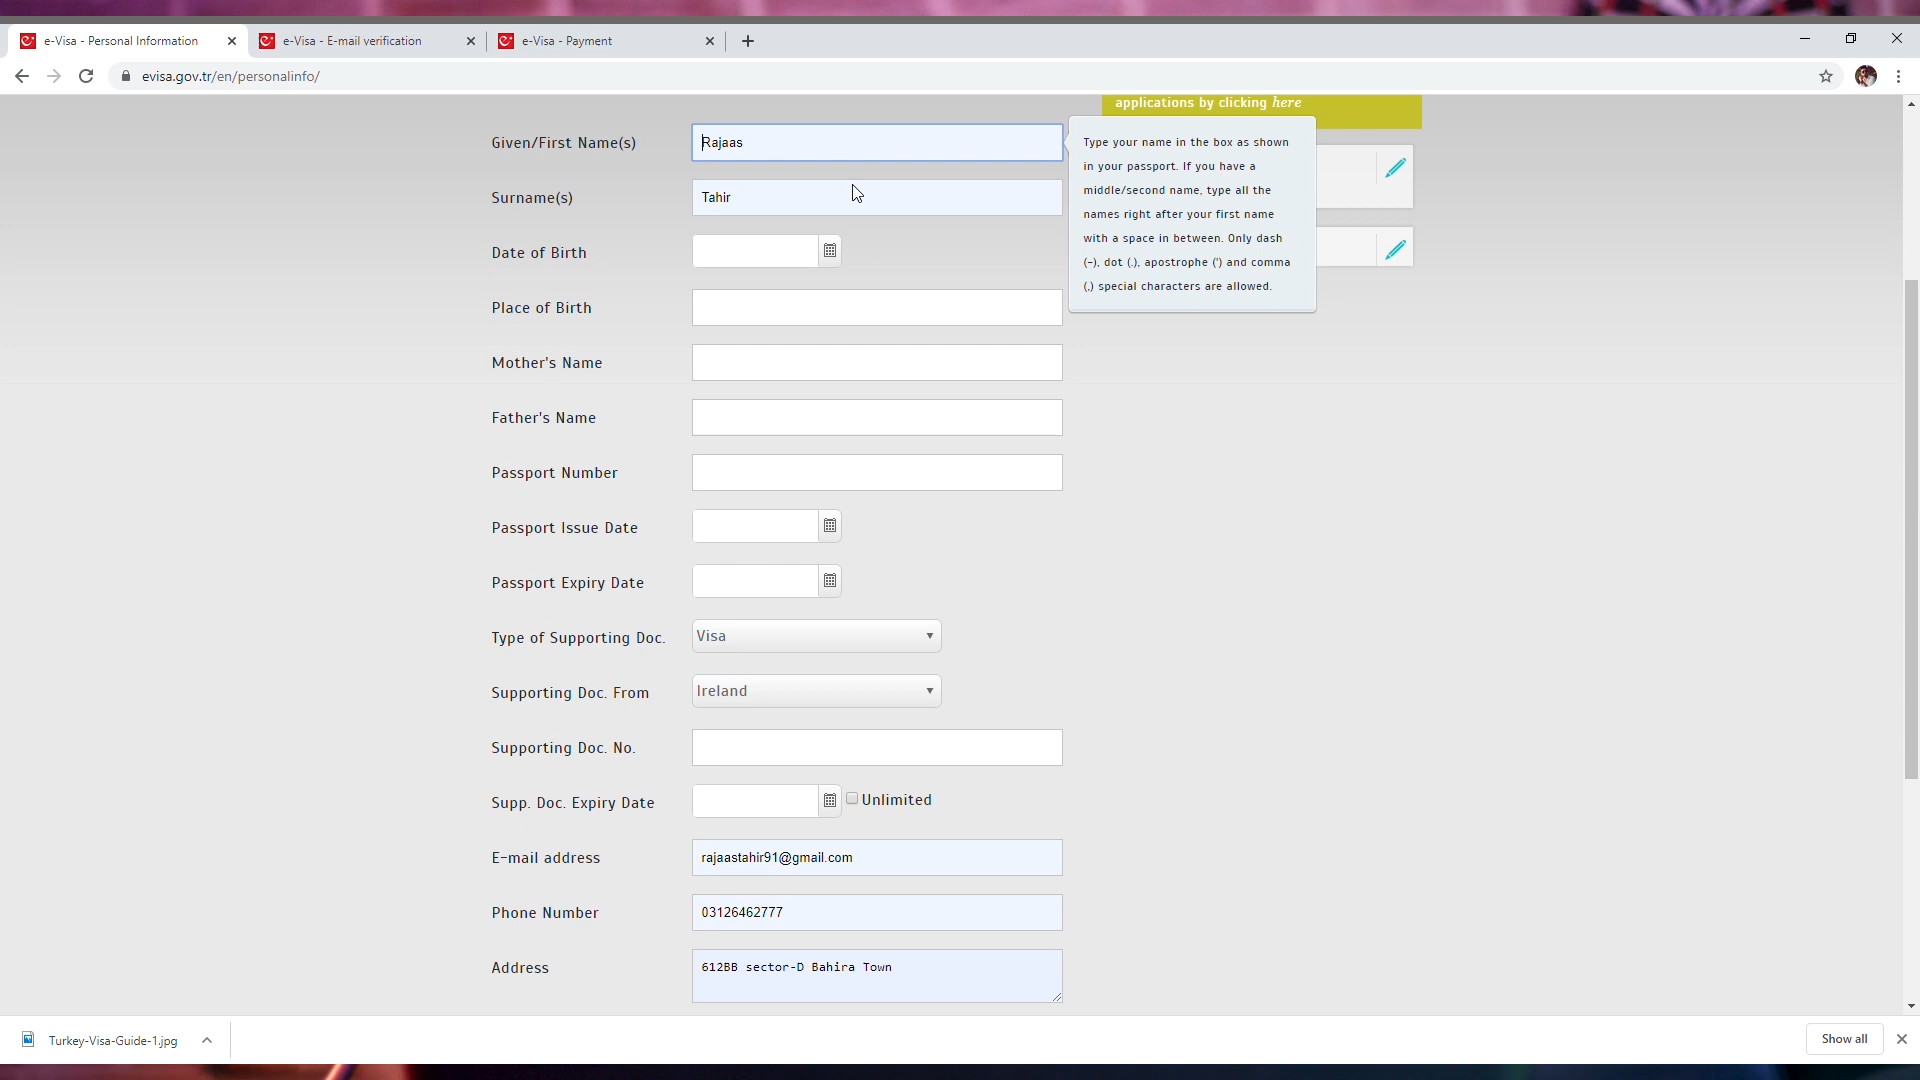 e-Visa - Personal Information
e-Visa - E-mail verification
e-Visa - Payment
evisa.gov.tr/en/personalinfo/
applications by clicking here
Given/First Name(s)
Rajaas
Type your name in the box as shown
in your passport. If you have a
middle/second name, type all the
names right after your first name
with a space in between. Only dash
(-), dot (.), apostrophe (') and comma
(,) special characters are allowed.
Surname(s)
Tahir
Date of Birth
Place of Birth
Mother's Name
Father's Name
Passport Number
Passport Issue Date
Passport Expiry Date
Type of Supporting Doc.
Visa
Supporting Doc. From
Ireland
Supporting Doc. No.
Supp. Doc. Expiry Date
Unlimited
E-mail address
rajaastahir91@gmail.com
Phone Number
03126462777
Address
612BB sector-D Bahira Town
Turkey-Visa-Guide-1.jpg
Show all